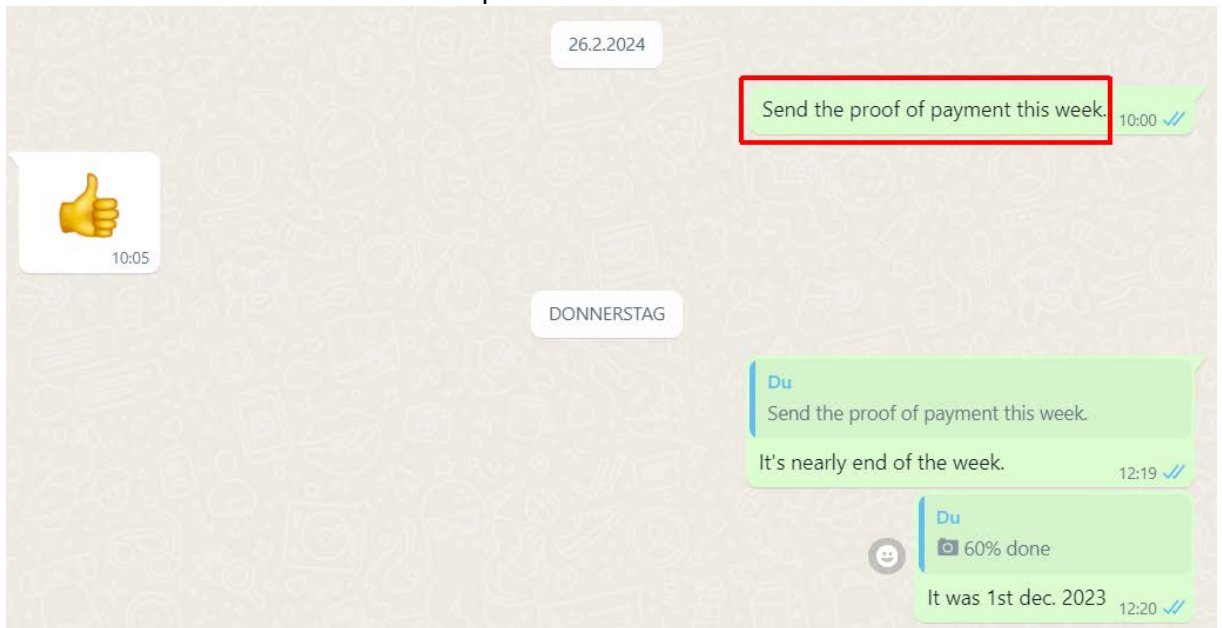 26.2.2024
Send the proof of payment this week.
10:00
10:05
DONNERSTAG
Du
Send the proof of payment this week.
It's nearly end of the week.
12:19
Du
60% done
It was 1st dec. 2023
12:20